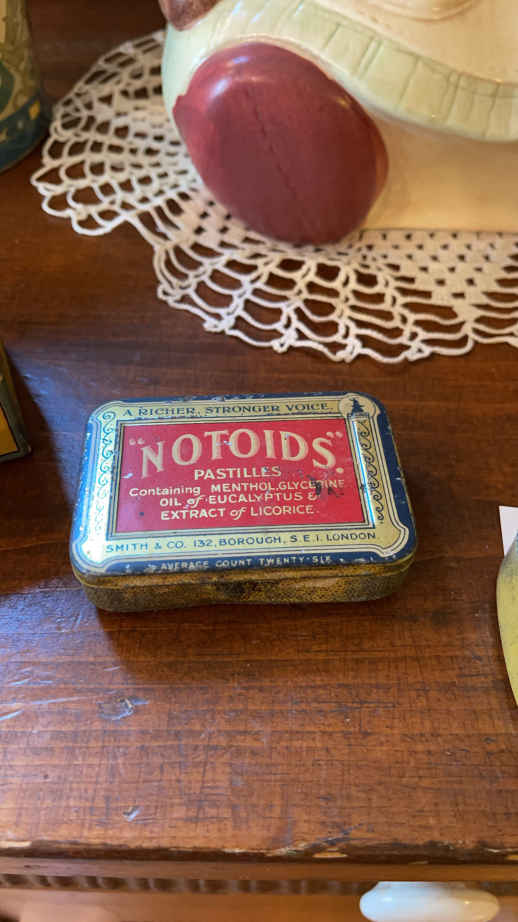 A RICHER, STRONGER VOICE.
"NOTOIDS".
PASTILLES
Containing MENTHOL, GLYCERINE
OIL of EUCALYPTUS &
EXTRACT of LICORICE.
SMITH & CO. 132, BOROUGH, S.E.1. LONDON.
AVERAGE COUNT TWENTY-SIX